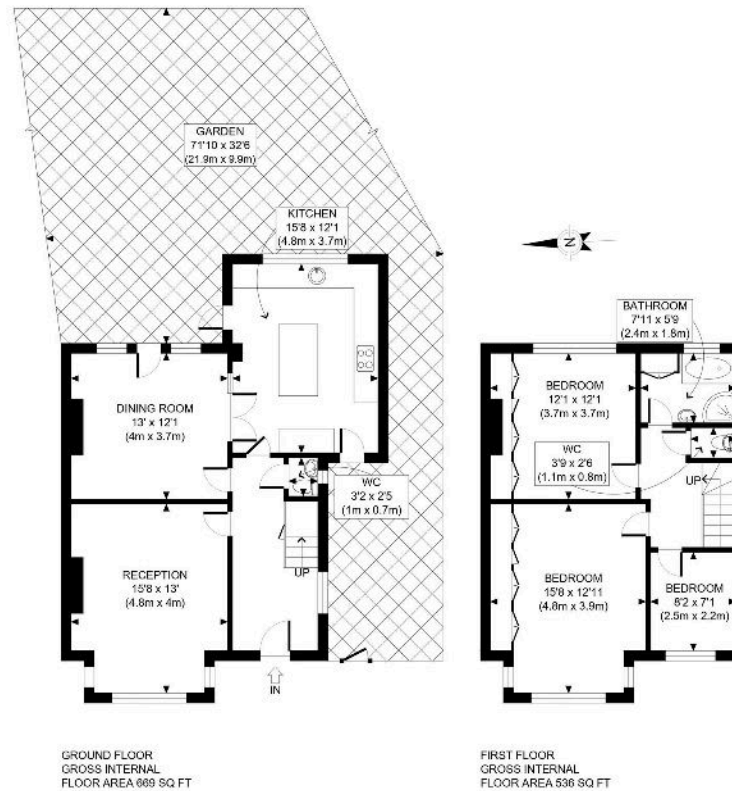 GARDEN
71'10 x 32'6
(21.9m x 9.9m)
KITCHEN
15'8 x 12'1
(4.8m x 3.7m)
DINING ROOM
13' x 12'1
(4m x 3.7m)
WC
3'2 x 2'5
(1m x 0.7m)
RECEPTION
15'8 x 13'
(4.8m x 4m)
UP
IN
GROUND FLOOR
GROSS INTERNAL
FLOOR AREA 669 SQ FT
N
BATHROOM
7'11 x 5'9
(2.4m x 1.8m)
BEDROOM
12'1 x 12'1
(3.7m x 3.7m)
WC
3'9 x 2'6
(1.1m x 0.8m)
UP
BEDROOM
15'8 x 12'11
(4.8m x 3.9m)
BEDROOM
8'2 x 7'1
(2.5m x 2.2m)
FIRST FLOOR
GROSS INTERNAL
FLOOR AREA 536 SQ FT